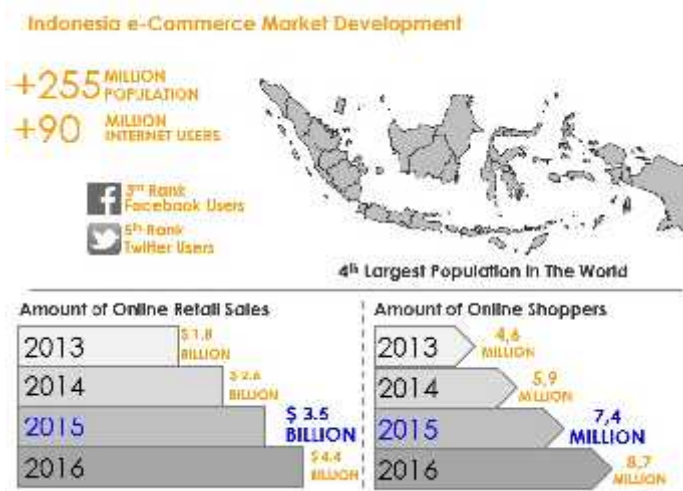 Indonesia e-Commerce Market Development
+255 MILLION
POPULATION
+90 MILLION
INTERNET USERS
3rd Rank
Facebook Users
5th Rank
Twitter Users
4th Largest Population In The World
Amount of Online Retail Sales
2013
$ 1.8
BILLION
2014
$ 2.6
BILLION
2015
$ 3.5
BILLION
2016
$ 4.4
BILLION
Amount of Online Shoppers
2013
4,6
MILLION
2014
5,9
MILLION
2015
7,4
MILLION
2016
8,7
MILLION